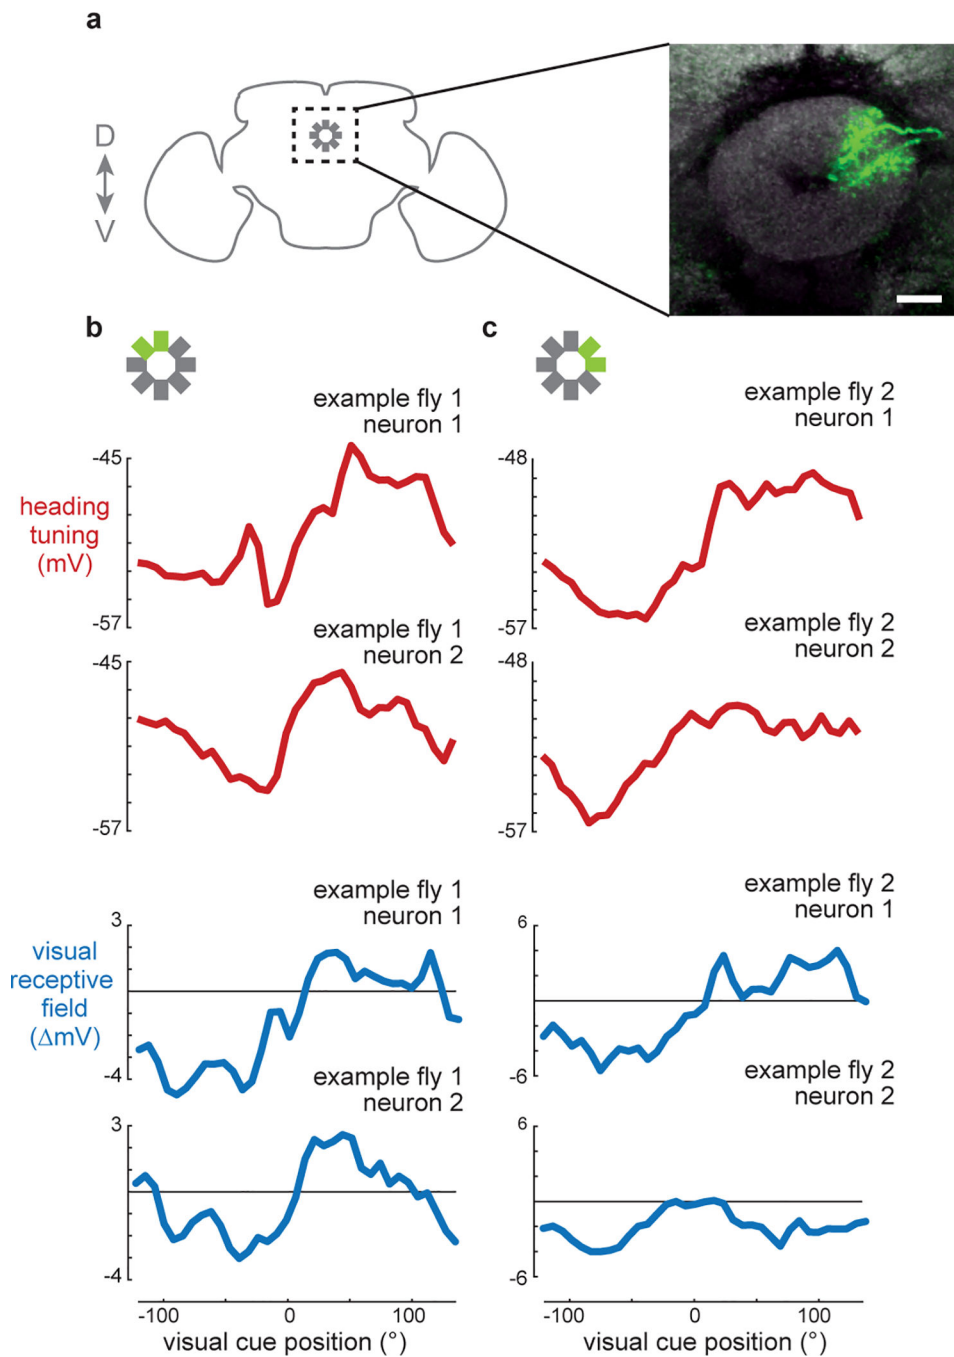 a
D
V
b
c
example fly 1
neuron 1
example fly 2
neuron 1
-45
-48
heading
tuning
(mV)
-57
-57
example fly 1
neuron 2
example fly 2
neuron 2
-45
-48
-57
-57
example fly 1
neuron 1
example fly 2
neuron 1
3
6
visual
receptive
field
(ΔmV)
-4
-6
example fly 1
neuron 2
example fly 2
neuron 2
3
6
-4
-6
-100 0 100
-100 0 100
visual cue position (°)
visual cue position (°)